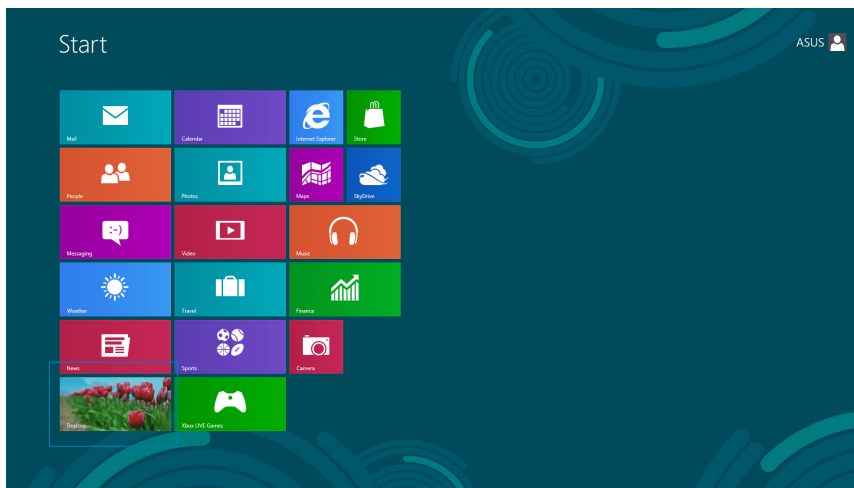 Start
ASUS
Mail
Calendar
Internet Explorer
Store
People
Photos
Maps
SkyDrive
Messaging
:-)
Video
Music
Weather
Travel
Finance
News
Sports
Camera
Desktop
Xbox LIVE Games